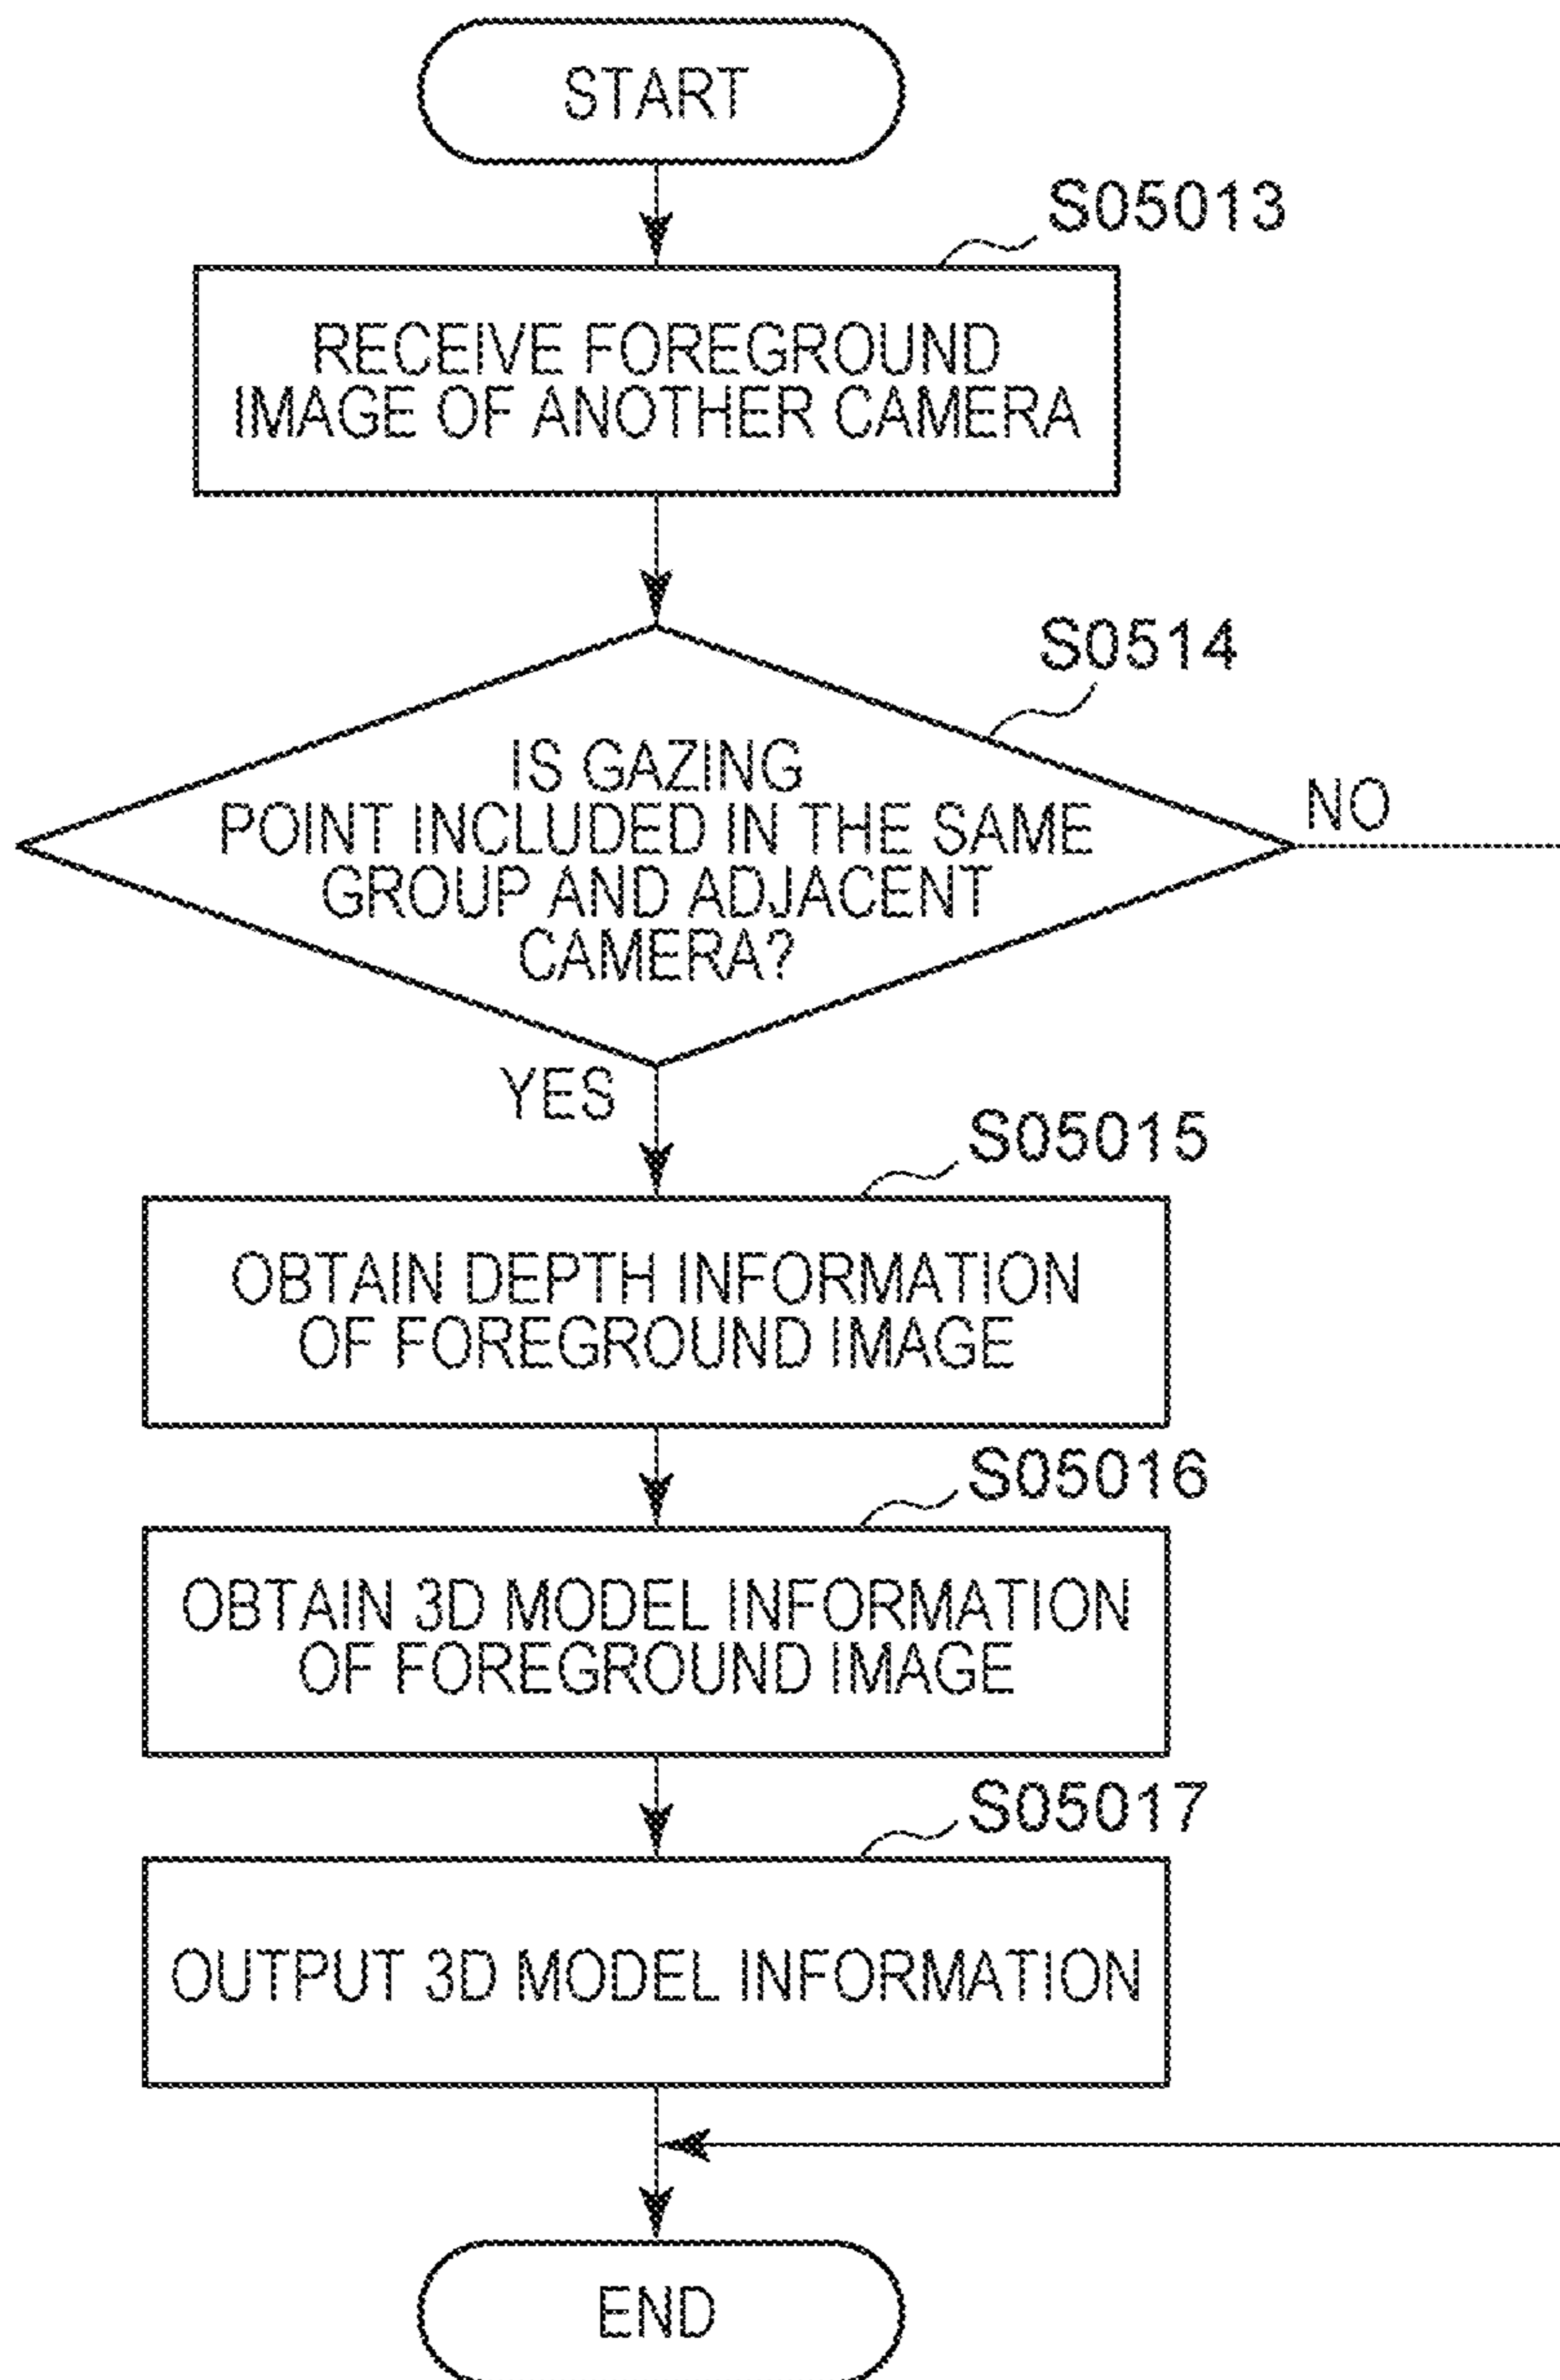 START
S05013
RECEIVE FOREGROUND
IMAGE OF ANOTHER CAMERA
S0514
IS GAZING
POINT INCLUDED IN THE SAME
GROUP AND ADJACENT
CAMERA?
NO
YES
S05015
OBTAIN DEPTH INFORMATION
OF FOREGROUND IMAGE
S05016
OBTAIN 3D MODEL INFORMATION
OF FOREGROUND IMAGE
S05017
OUTPUT 3D MODEL INFORMATION
END